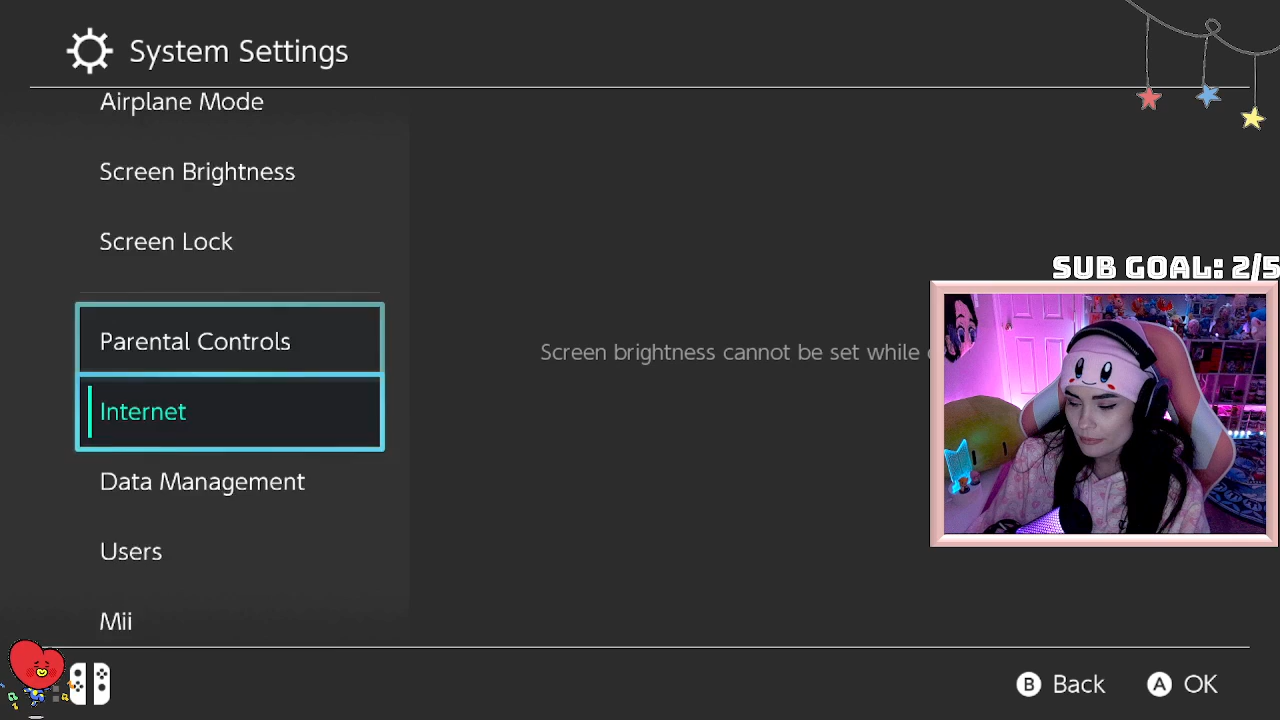 System Settings
Airplane Mode
Screen Brightness
Screen Lock
Parental Controls
Internet
Data Management
Users
Mii
Screen brightness cannot be set while
SUB GOAL: 2/5
B Back
A OK